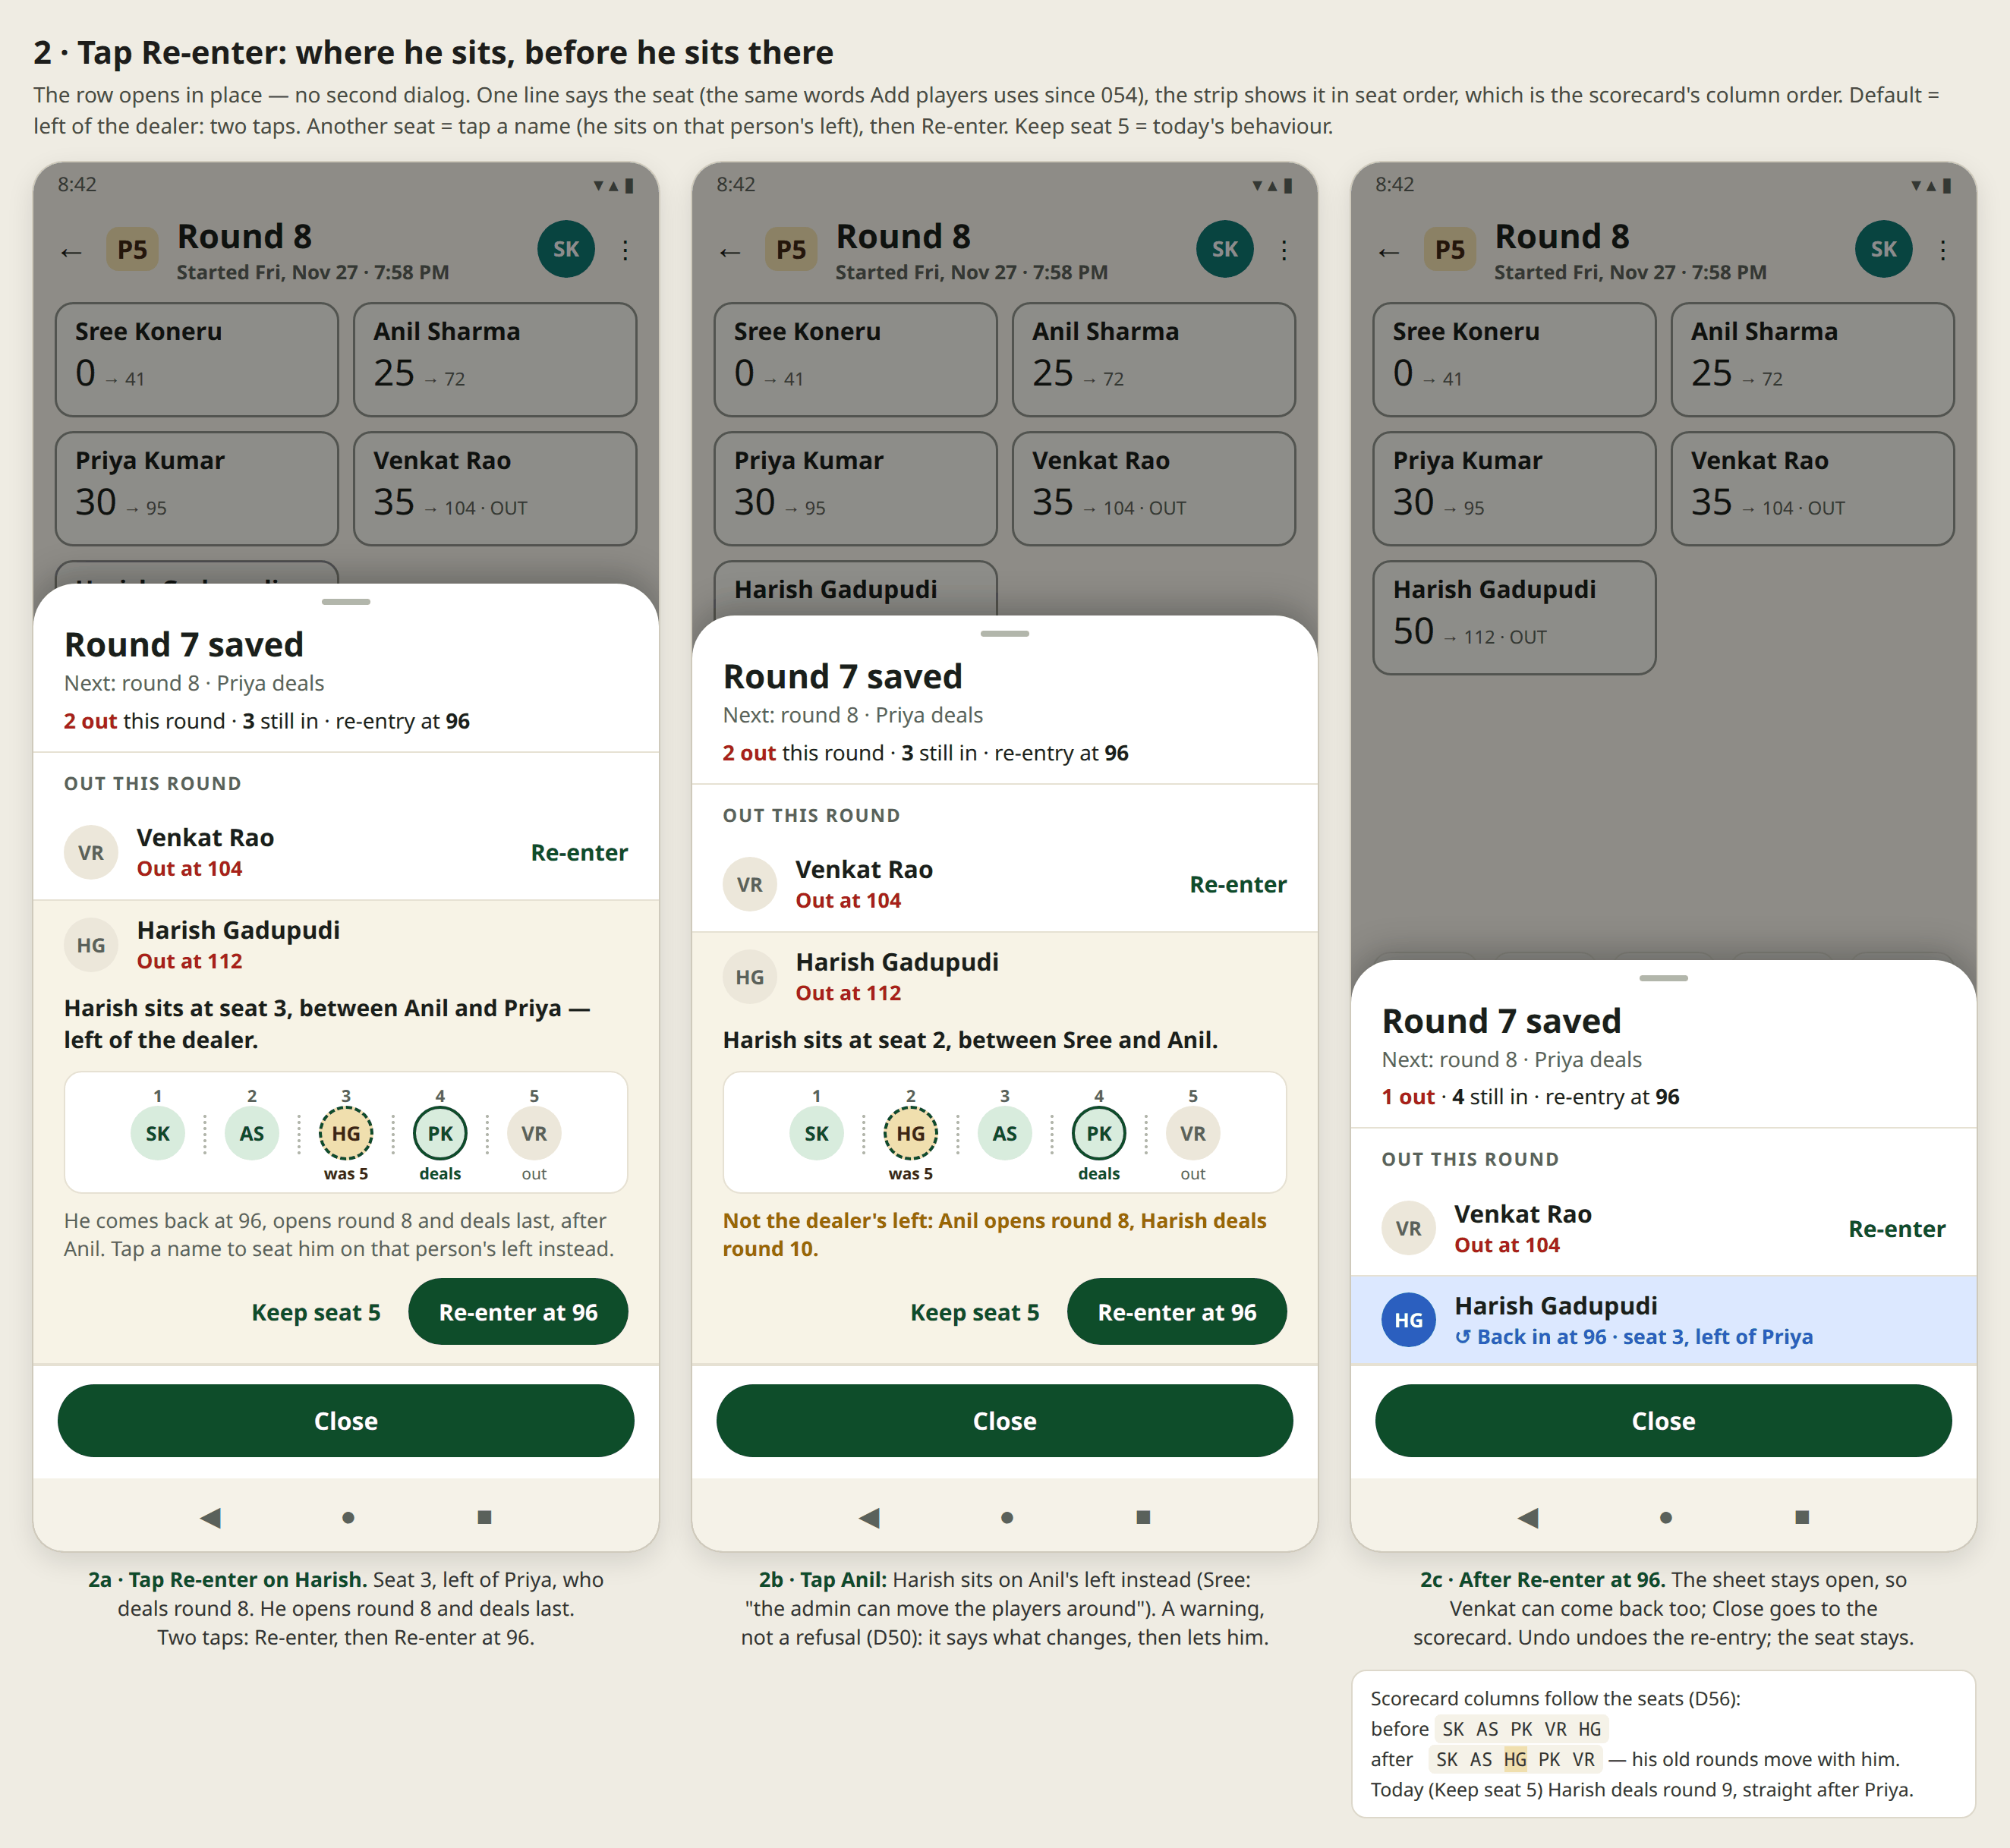 2 · Tap Re-enter: where he sits, before he sits there
The row opens in place — no second dialog. One line says the seat (the same words Add players uses since 054), the strip shows it in seat order, which is the scorecard's column order. Default =
left of the dealer: two taps. Another seat = tap a name (he sits on that person's left), then Re-enter. Keep seat 5 = today's behaviour.
8:42
← P5 Round 8 SK ⋮
Started Fri, Nov 27 · 7:58 PM
Sree Koneru
0 → 41
Anil Sharma
25 → 72
Priya Kumar
30 → 95
Venkat Rao
35 → 104 · OUT
Round 7 saved
Next: round 8 · Priya deals
2 out this round · 3 still in · re-entry at 96
OUT THIS ROUND
VR Venkat Rao Re-enter
Out at 104
HG Harish Gadupudi
Out at 112
Harish sits at seat 3, between Anil and Priya —
left of the dealer.
1 2 3 4 5
SK AS HG PK VR
was 5 deals out
He comes back at 96, opens round 8 and deals last, after
Anil. Tap a name to seat him on that person's left instead.
Keep seat 5 Re-enter at 96
Close
2a · Tap Re-enter on Harish. Seat 3, left of Priya, who
deals round 8. He opens round 8 and deals last.
Two taps: Re-enter, then Re-enter at 96.
8:42
← P5 Round 8 SK ⋮
Started Fri, Nov 27 · 7:58 PM
Sree Koneru
0 → 41
Anil Sharma
25 → 72
Priya Kumar
30 → 95
Venkat Rao
35 → 104 · OUT
Harish Gadupudi
Round 7 saved
Next: round 8 · Priya deals
2 out this round · 3 still in · re-entry at 96
OUT THIS ROUND
VR Venkat Rao Re-enter
Out at 104
HG Harish Gadupudi
Out at 112
Harish sits at seat 2, between Sree and Anil.
1 2 3 4 5
SK HG AS PK VR
was 5 deals out
Not the dealer's left: Anil opens round 8, Harish deals
round 10.
Keep seat 5 Re-enter at 96
Close
2b · Tap Anil: Harish sits on Anil's left instead (Sree:
"the admin can move the players around"). A warning,
not a refusal (D50): it says what changes, then lets him.
8:42
← P5 Round 8 SK ⋮
Started Fri, Nov 27 · 7:58 PM
Sree Koneru
0 → 41
Anil Sharma
25 → 72
Priya Kumar
30 → 95
Venkat Rao
35 → 104 · OUT
Harish Gadupudi
50 → 112 · OUT
Round 7 saved
Next: round 8 · Priya deals
1 out · 4 still in · re-entry at 96
OUT THIS ROUND
VR Venkat Rao Re-enter
Out at 104
HG Harish Gadupudi
↺ Back in at 96 · seat 3, left of Priya
Close
2c · After Re-enter at 96. The sheet stays open, so
Venkat can come back too; Close goes to the
scorecard. Undo undoes the re-entry; the seat stays.
Scorecard columns follow the seats (D56):
before SK AS PK VR HG
after SK AS HG PK VR — his old rounds move with him.
Today (Keep seat 5) Harish deals round 9, straight after Priya.